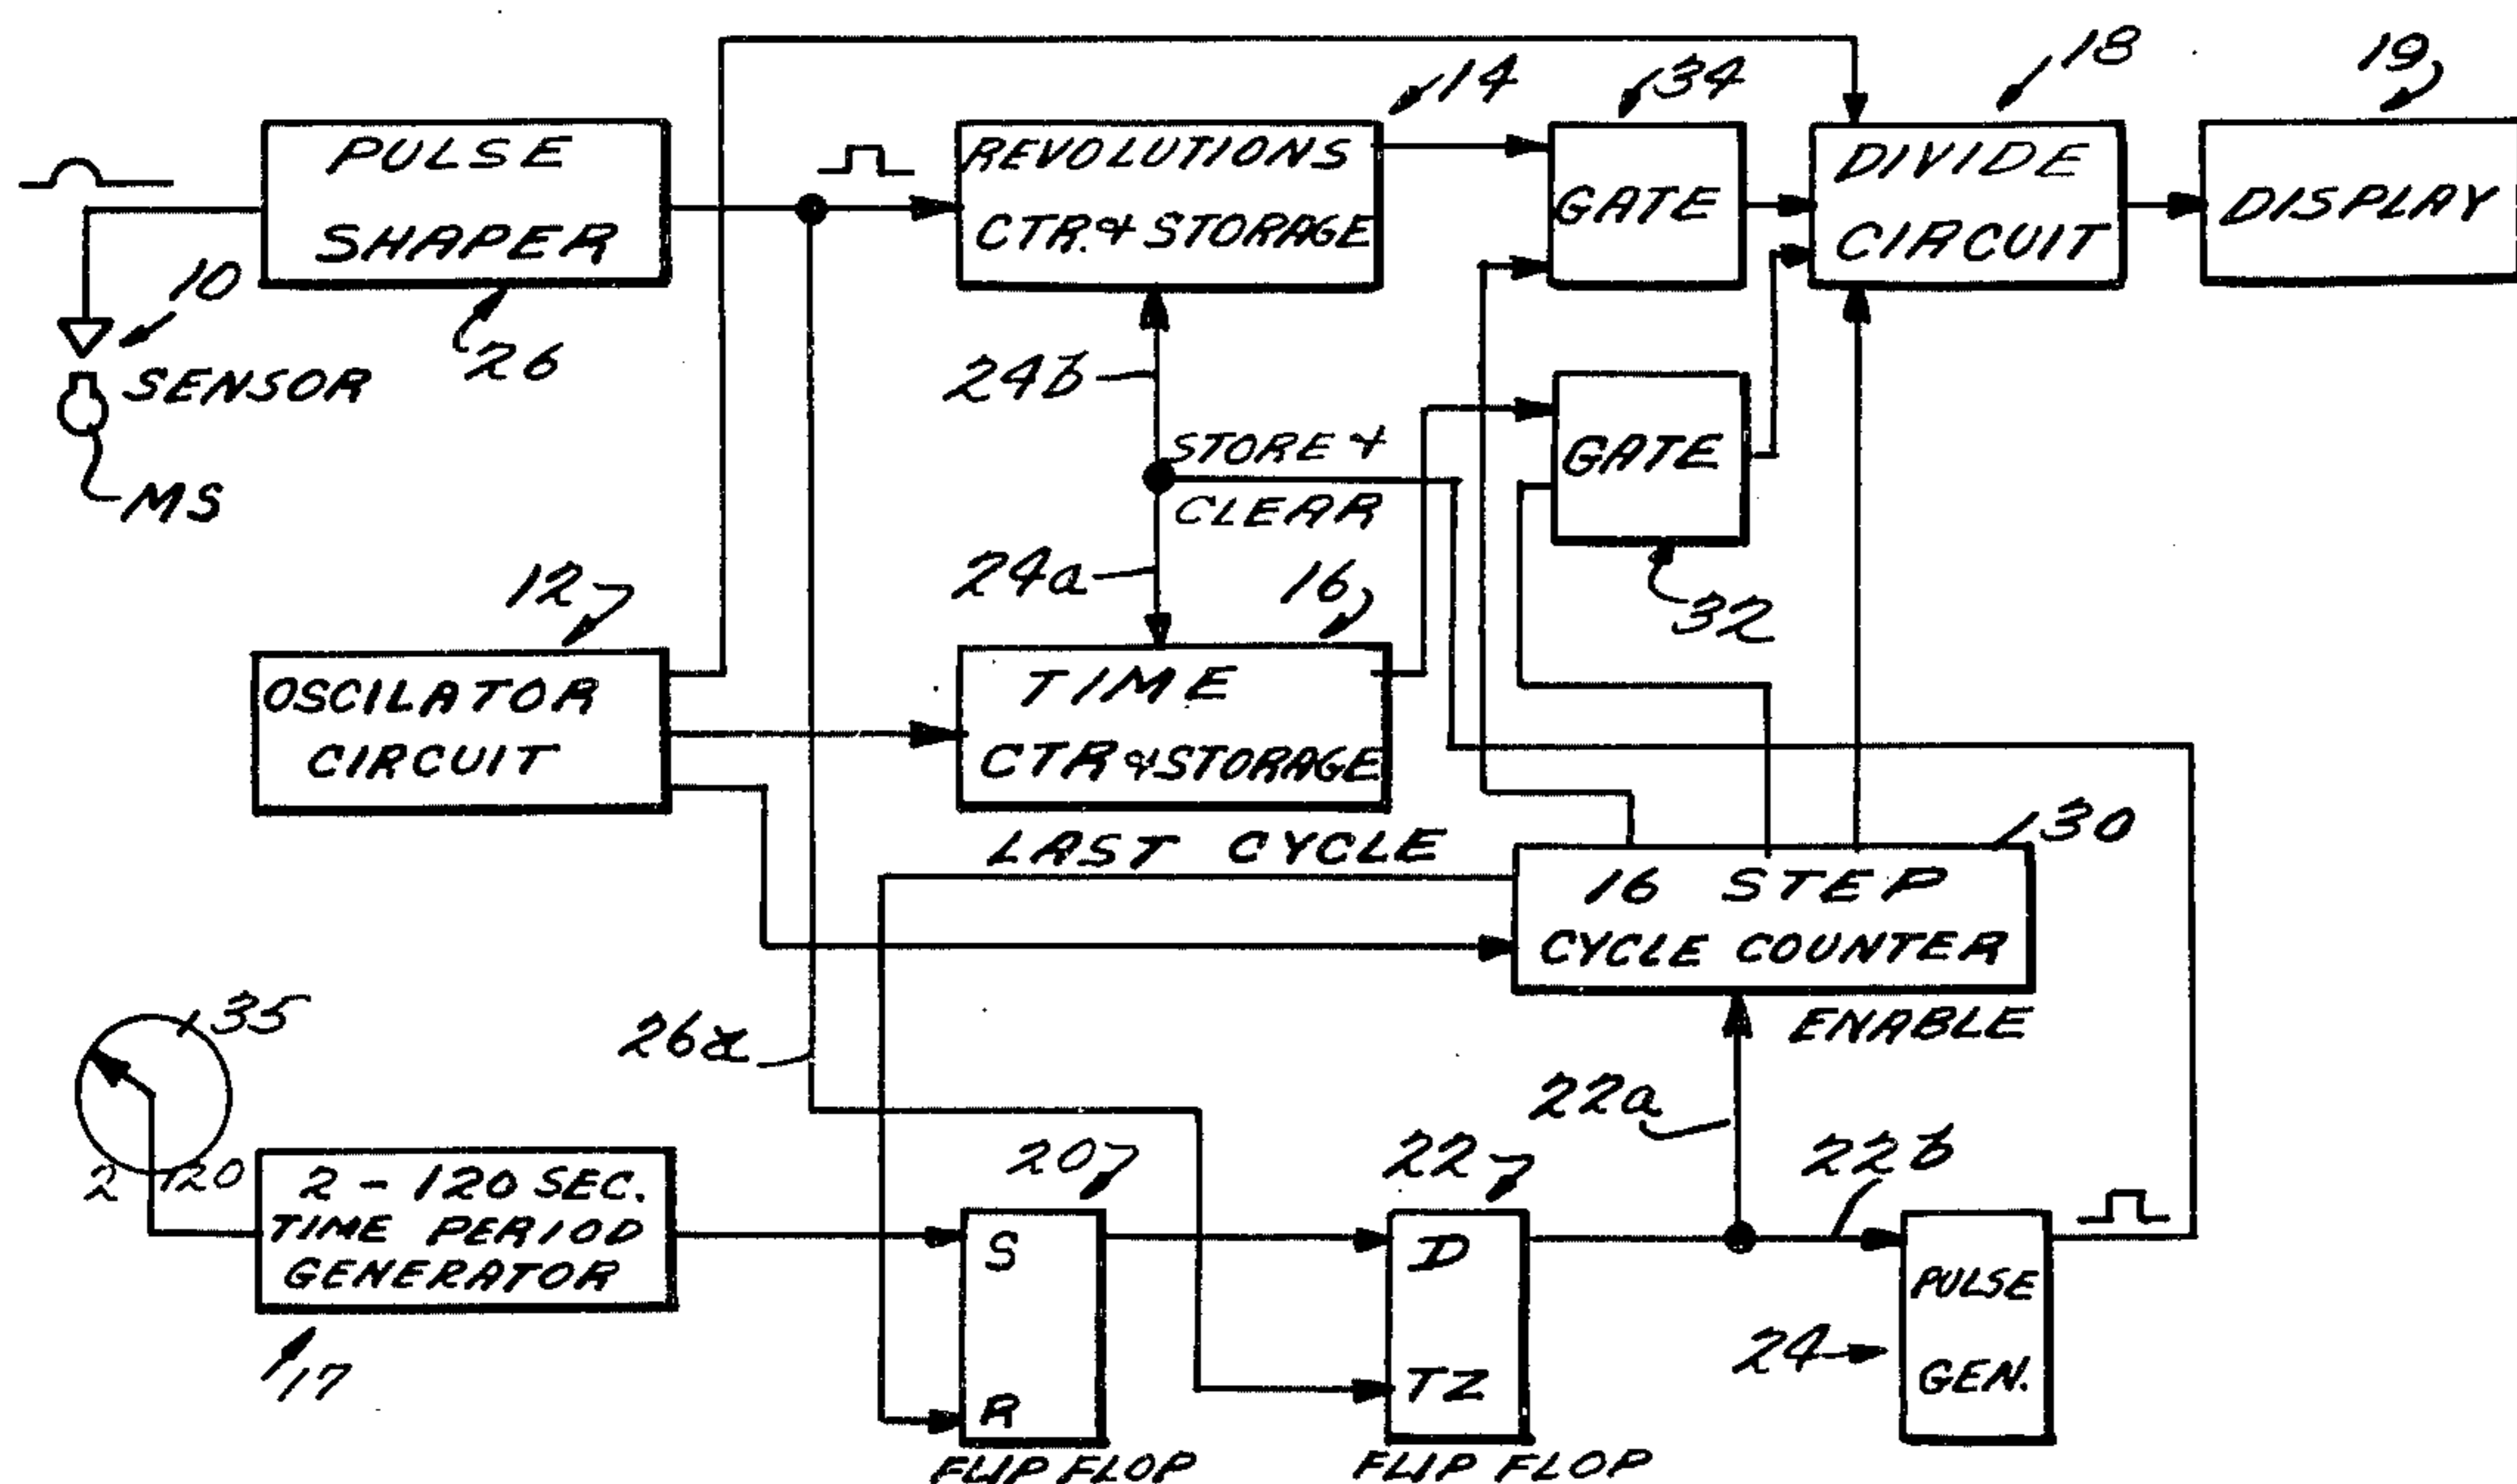 PULSE
SHAPER
26
10
SENSOR
MS
REVOLUTIONS
CTR. & STORAGE
14
GATE
34
DIVIDE
CIRCUIT
18
DISPLAY
19
24b
STORE &
CLEAR
24a
GATE
32
12
OSCILATOR
CIRCUIT
16
TIME
CTR & STORAGE
LAST CYCLE
30
16 STEP
CYCLE COUNTER
ENABLE
35
2 120
2 - 120 SEC.
TIME PERIOD
GENERATOR
17
26a
20
S
R
FLIP FLOP
22
D
TZ
FLIP FLOP
22a
22b
PULSE
GEN.
24